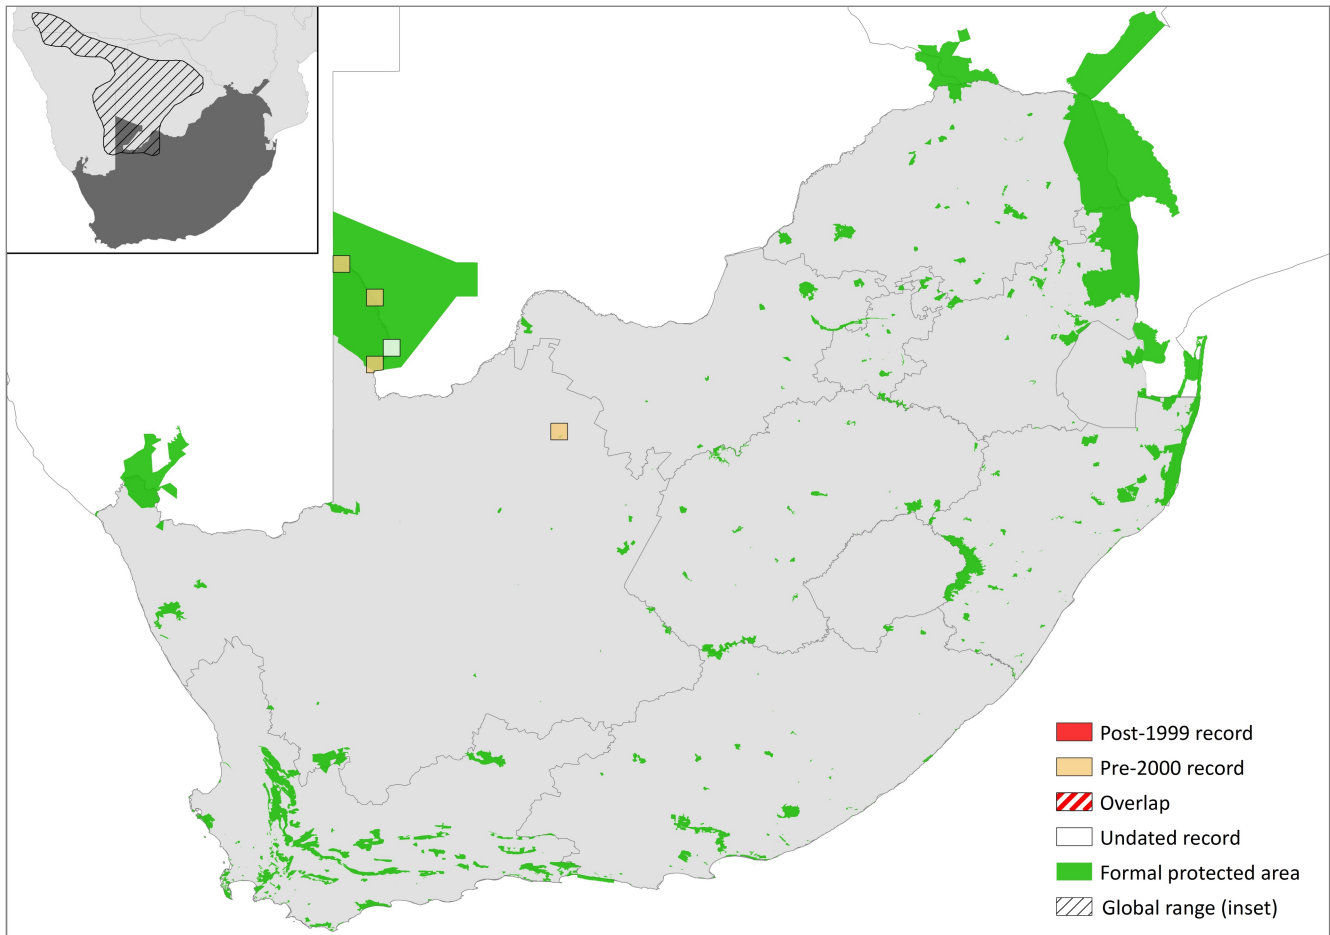 Post-1999 record
Pre-2000 record
Overlap
Undated record
Formal protected area
Global range (inset)